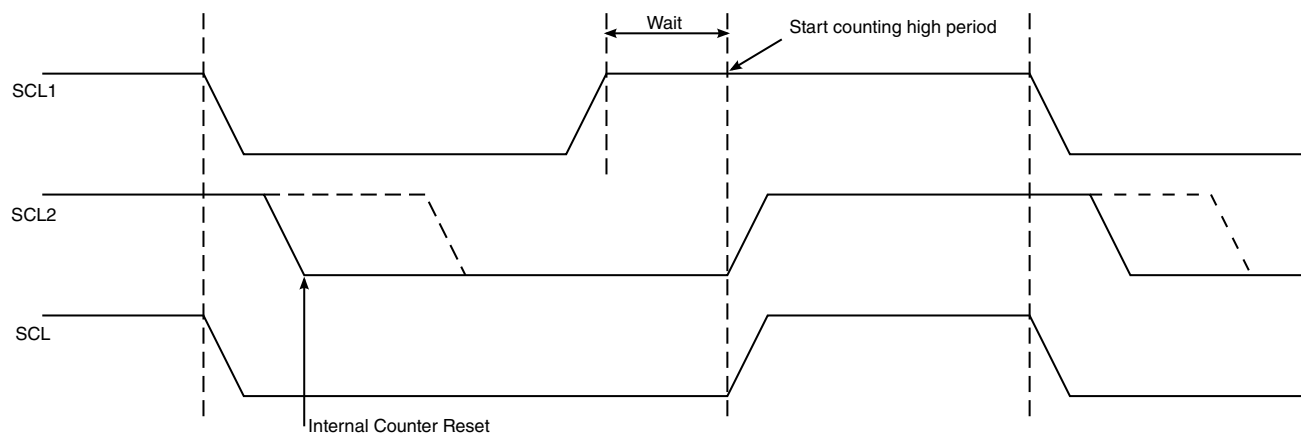 Wait
Start counting high period
SCL1
SCL2
SCL
Internal Counter Reset